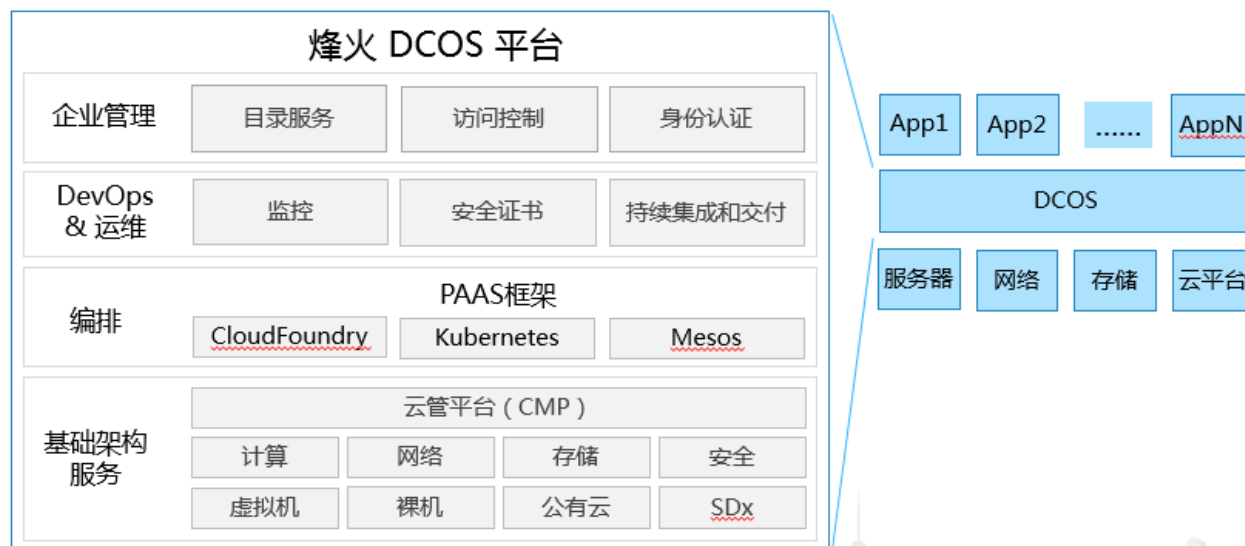 烽火 DCOS 平台
企业管理
目录服务
访问控制
身份认证
DevOps
& 运维
监控
安全证书
持续集成和交付
编排
PAAS框架
CloudFoundry
Kubernetes
Mesos
基础架构
服务
云管平台（CMP）
计算
网络
存储
安全
虚拟机
裸机
公有云
SDx
App1
App2
......
AppN
DCOS
服务器
网络
存储
云平台